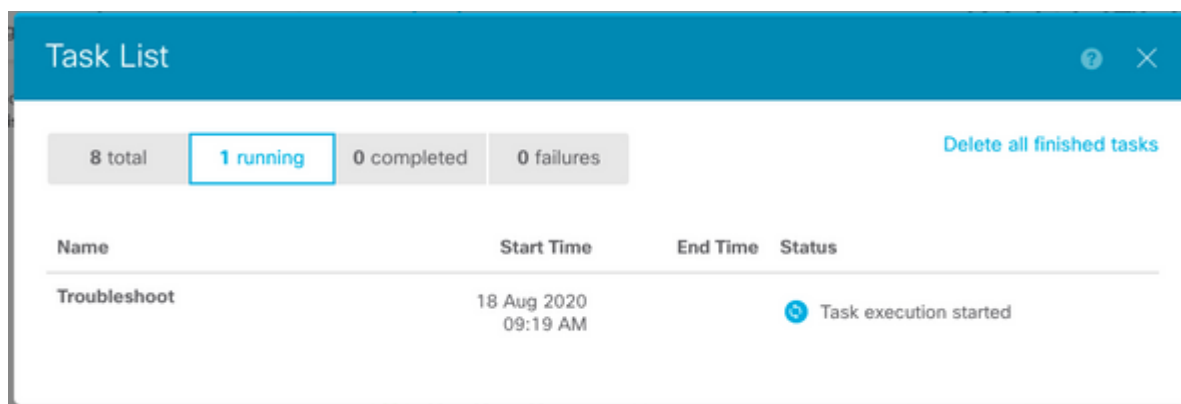 Task List
8 total 1 running 0 completed 0 failures Delete all finished tasks
Name Start Time End Time Status
Troubleshoot 18 Aug 2020 Task execution started
09:19 AM